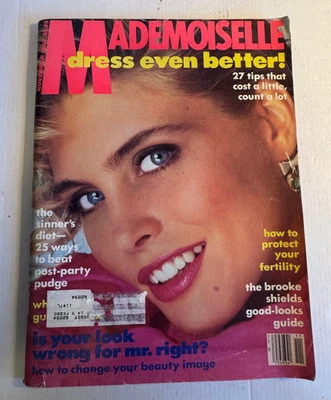 MADEMOISELLE
dress even better!
27 tips that
cost a little,
count a lot
the
sinner's
diet—
25 ways
to beat
post-party
pudge
how to
protect
your
fertility
the brooke
shields
good-looks
guide
is your look
wrong for mr. right?
how to change your beauty image